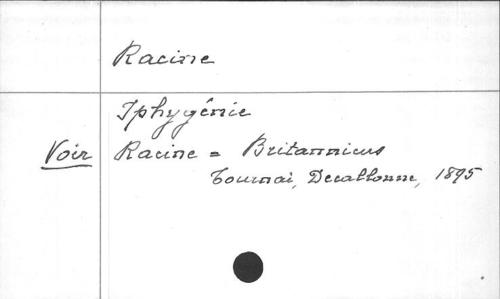 Racine
Iphygénie
Voir Racine = Britannicus
Tournai, Decallonne, 1895